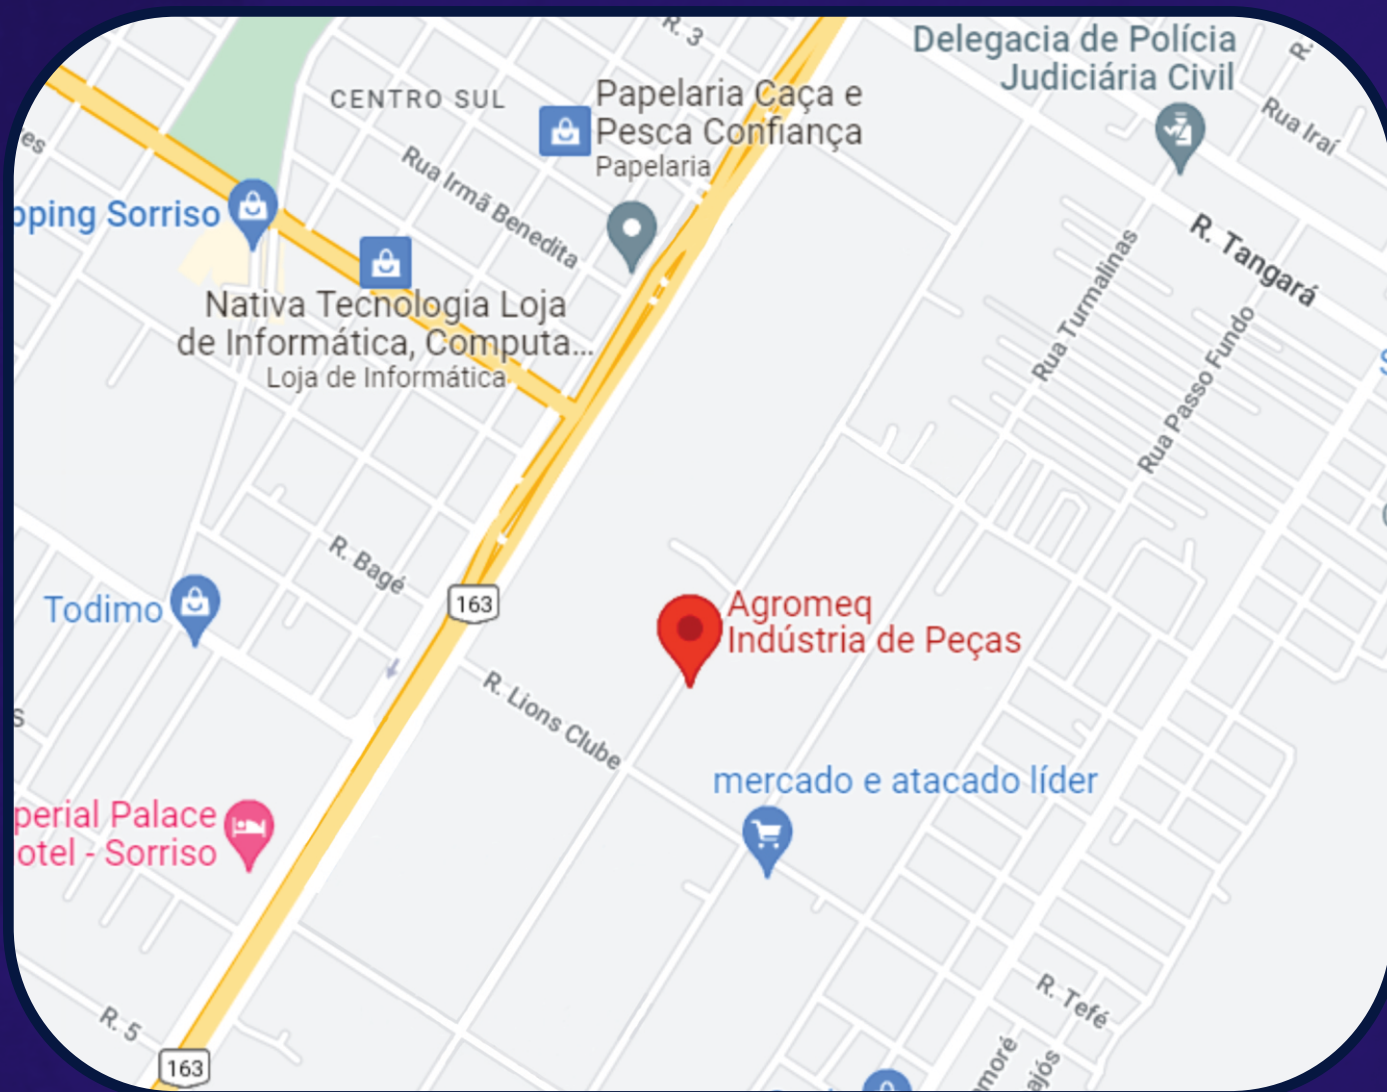 R. 3
Delegacia de Polícia
Judiciária Civil
R.
CENTRO SUL
Papelaria Caça e
Pesca Confiança
Papelaria
Rua Iraí
Rua Irmã Benedita
pping Sorriso
R. Tangará
Rua Turmalinas
Nativa Tecnologia Loja
de Informática, Computa...
Loja de Informática
Rua Passo Fundo
R. Bagé
Todimo
163
Agromeq
Indústria de Peças
R. Lions Clube
mercado e atacado líder
perial Palace
otel - Sorriso
R. Tefé
R. 5
163
moré
ajós